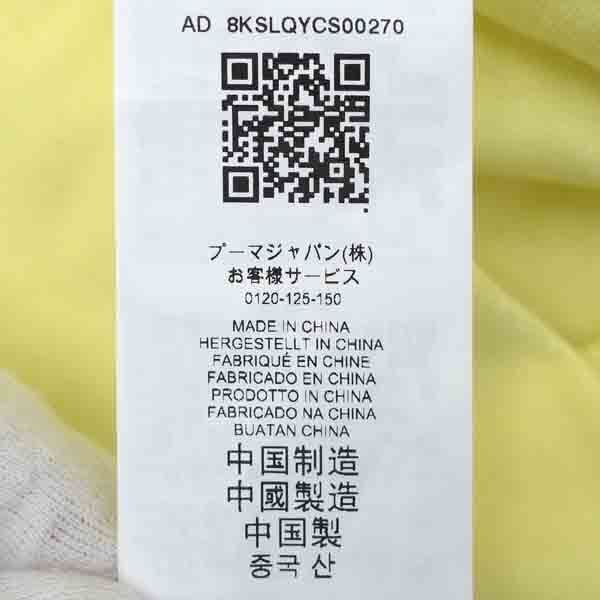 AD 8KSLQYCS00270
プーマジャパン(株)
お客様サービス
0120-125-150
MADE IN CHINA
HERGESTELLT IN CHINA
FABRIQUÉ EN CHINE
FABRICADO EN CHINA
PRODOTTO IN CHINA
FABRICADO NA CHINA
BUATAN CHINA
中国制造
中國製造
中国製
중국 산